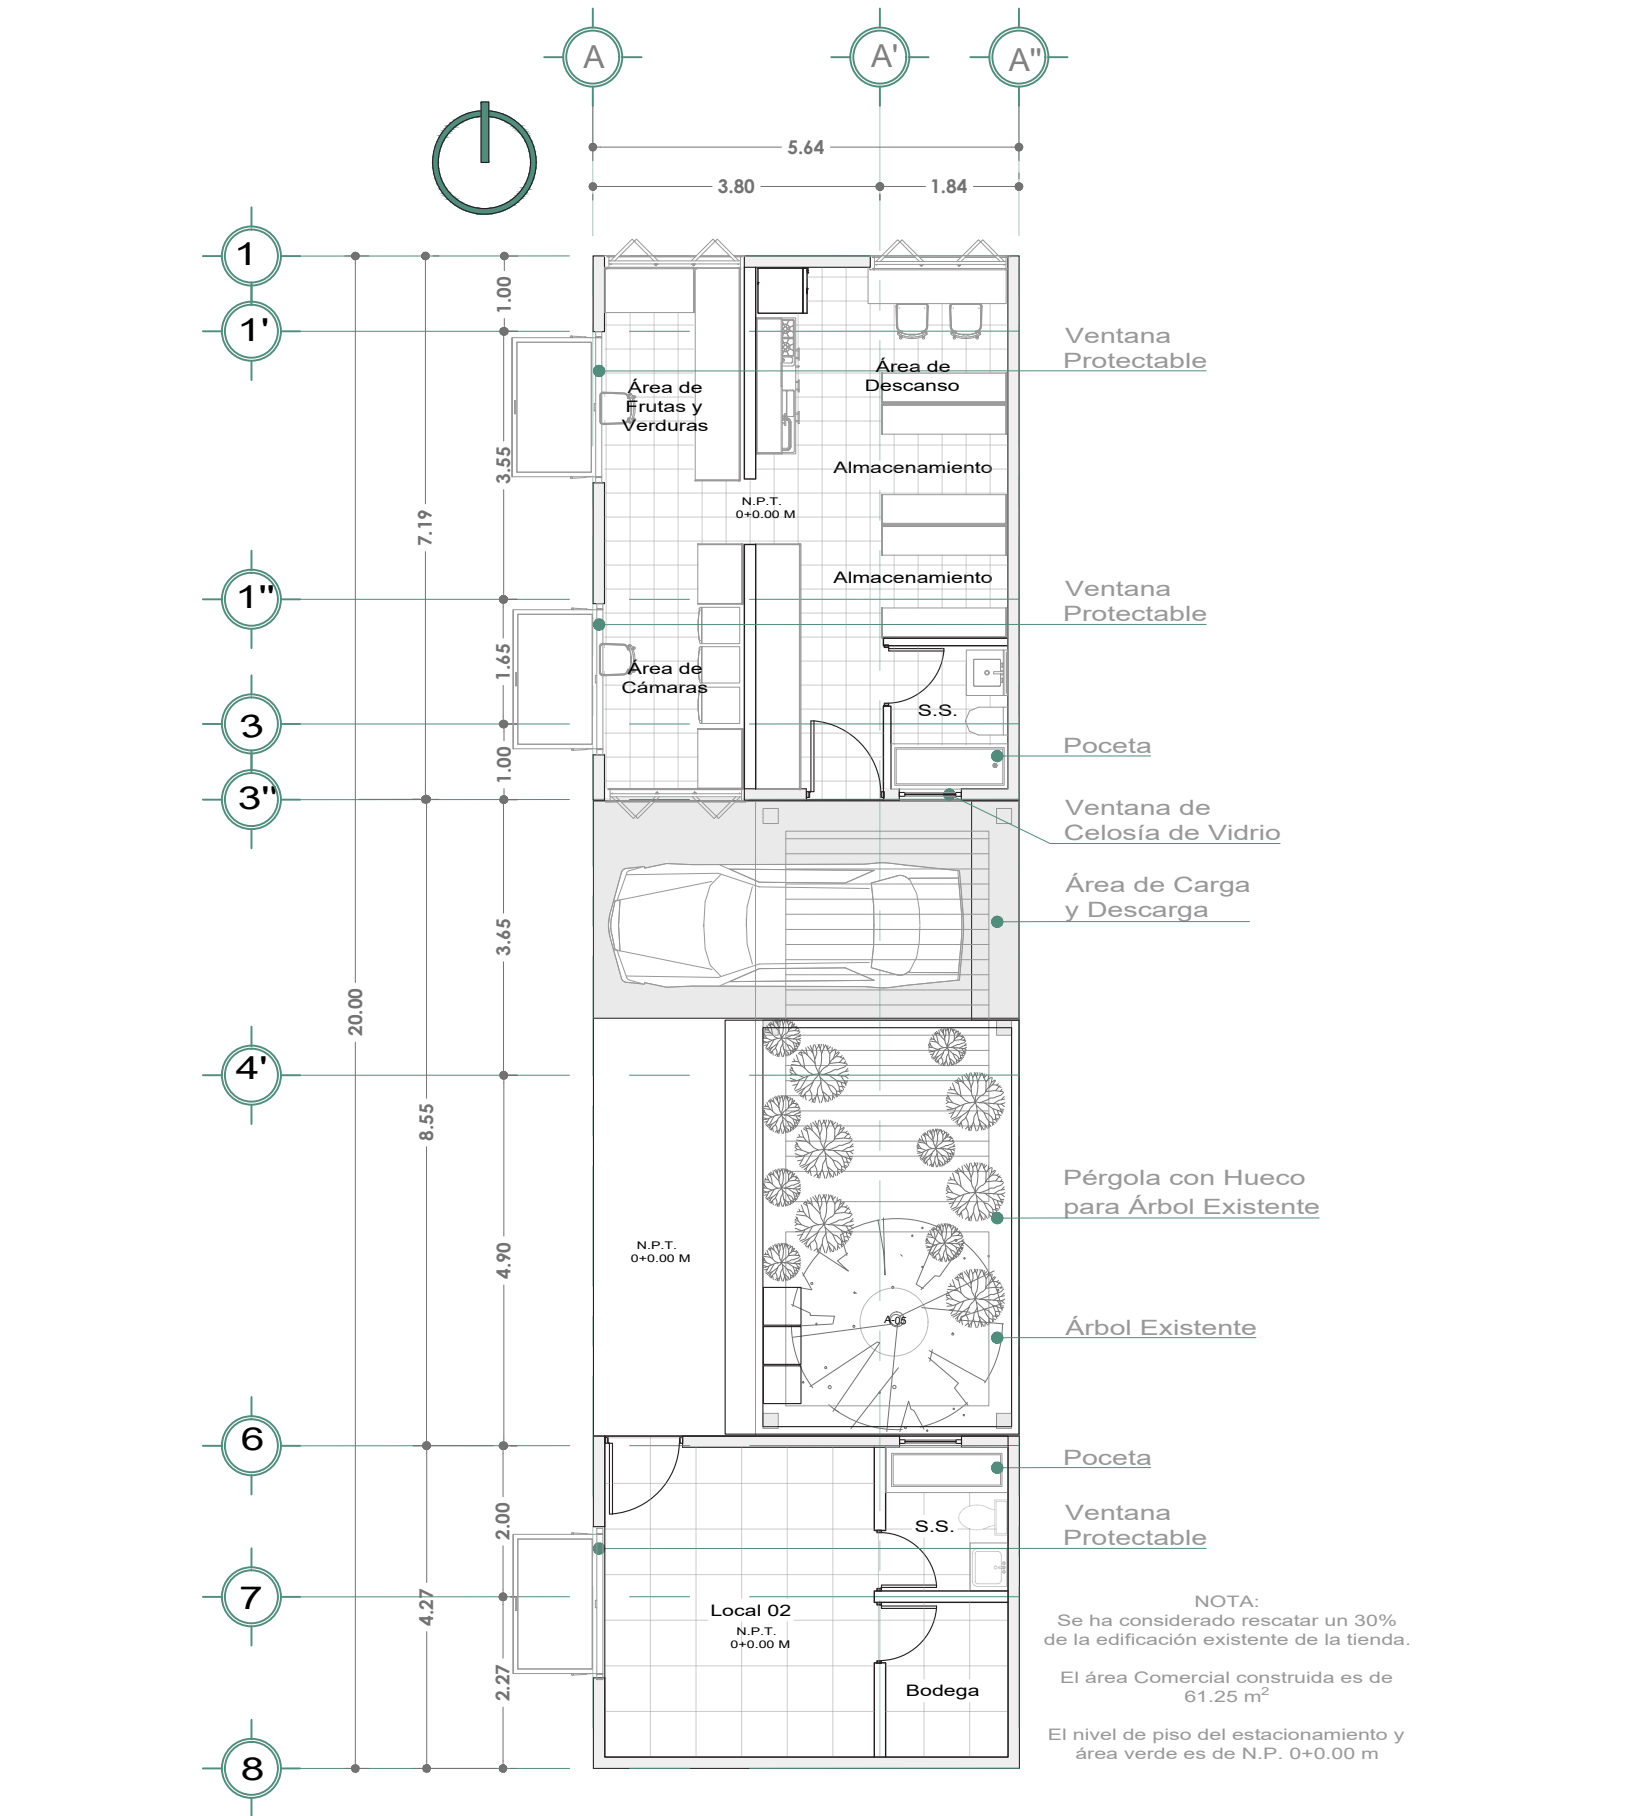 A
A'
A"
5.64
3.80
1.84
1
1'
1"
3
3"
4'
6
7
8
1.00
3.55
7.19
1.65
1.00
3.65
20.00
8.55
4.90
2.00
4.27
2.27
Ventana
Protectable
Área de
Frutas y
Verduras
Área de
Descanso
Almacenamiento
N.P.T.
0+0.00 M
Almacenamiento
Ventana
Protectable
Área de
Cámaras
S.S.
Poceta
Ventana de
Celosía de Vidrio
Área de Carga
y Descarga
Pérgola con Hueco
para Árbol Existente
N.P.T.
0+0.00 M
A-05
Árbol Existente
Poceta
Ventana
Protectable
S.S.
Local 02
N.P.T.
0+0.00 M
Bodega
NOTA:
Se ha considerado rescatar un 30%
de la edificación existente de la tienda.
El área Comercial construida es de
61.25 m²
El nivel de piso del estacionamiento y
área verde es de N.P. 0+0.00 m